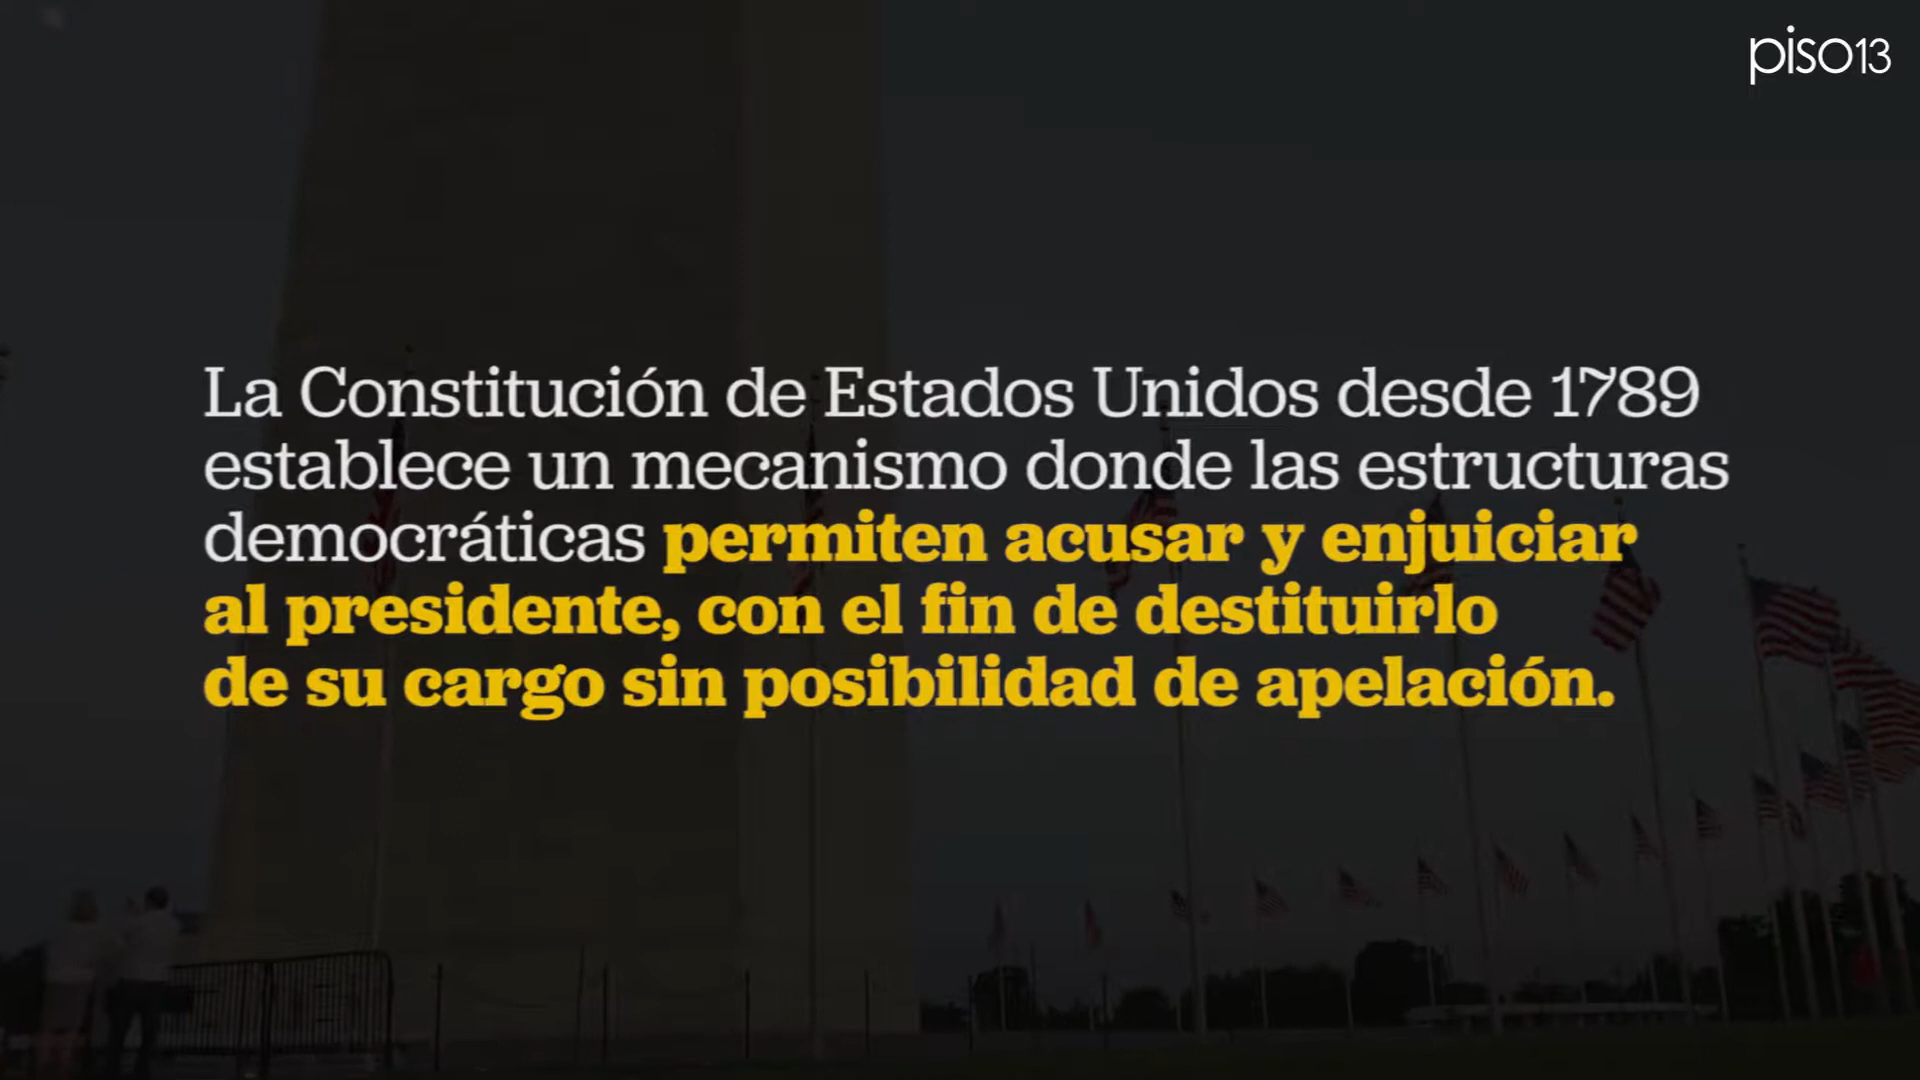 piso13
La Constitución de Estados Unidos desde 1789
establece un mecanismo donde las estructuras
democráticas permiten acusar y enjuiciar
al presidente, con el fin de destituirlo
de su cargo sin posibilidad de apelación.